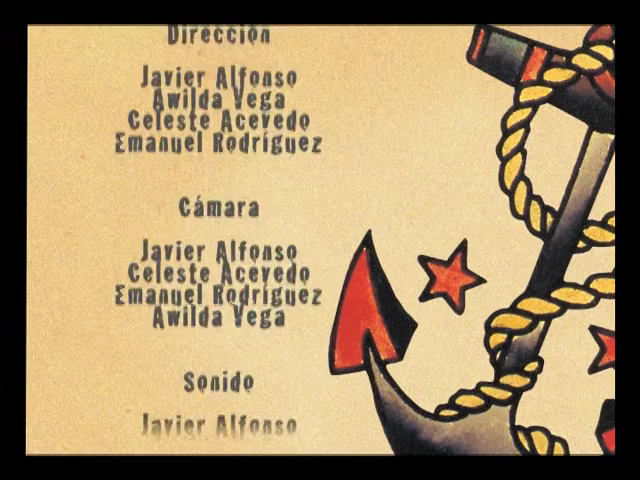 Dirección
Javier Alfonso
Awilda Vega
Celeste Acevedo
Emanuel Rodríguez
Cámara
Javier Alfonso
Celeste Acevedo
Emanuel Rodríguez
Awilda Vega
Sonido
Javier Alfonso